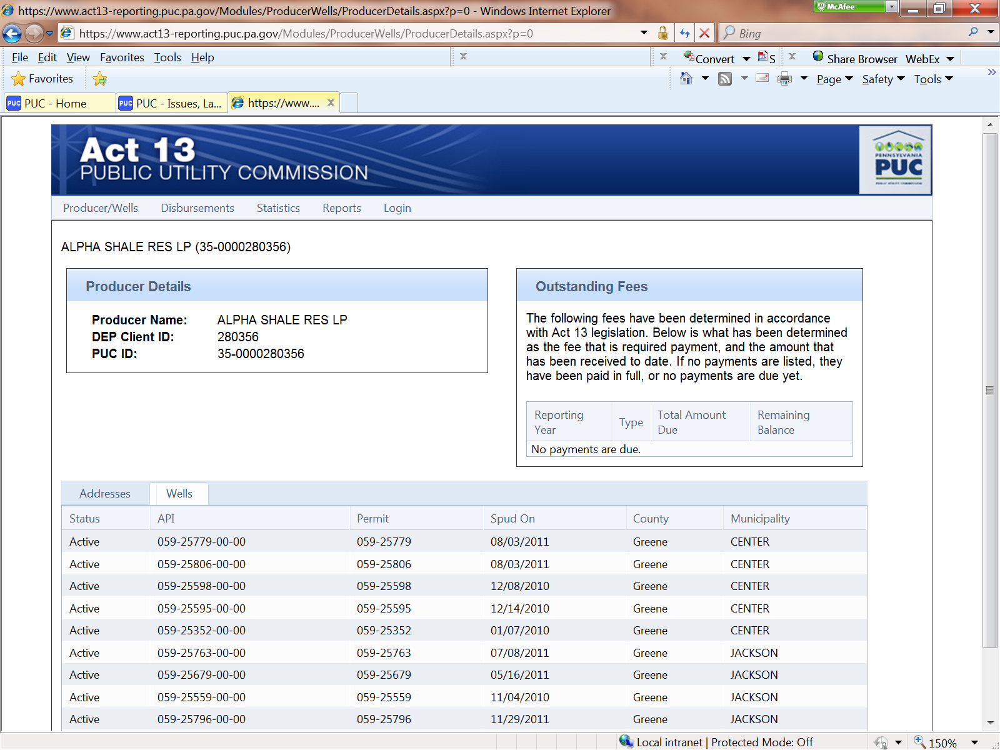 https://www.act13-reporting.puc.pa.gov/Modules/ProducerWells/ProducerDetails.aspx?p=0 - Windows Internet Explorer
McAfee
https://www.act13-reporting.puc.pa.gov/Modules/ProducerWells/ProducerDetails.aspx?p=0
Bing
File Edit View Favorites Tools Help
x x Convert S x Share Browser WebEx
Favorites
Page Safety Tools »
PUC PUC - Home
PUC PUC - Issues, La...
https://www.... x
Act 13
PUBLIC UTILITY COMMISSION
PENNSYLVANIA
PUC
Producer/Wells Disbursements Statistics Reports Login
ALPHA SHALE RES LP (35-0000280356)
Producer Details
Producer Name: ALPHA SHALE RES LP
DEP Client ID: 280356
PUC ID: 35-0000280356
Outstanding Fees
The following fees have been determined in accordance
with Act 13 legislation. Below is what has been determined
as the fee that is required payment, and the amount that
has been received to date. If no payments are listed, they
have been paid in full, or no payments are due yet.
Reporting Year Type Total Amount Due Remaining Balance
No payments are due.
Addresses Wells
Status API Permit Spud On County Municipality
Active 059-25779-00-00 059-25779 08/03/2011 Greene CENTER
Active 059-25806-00-00 059-25806 08/03/2011 Greene CENTER
Active 059-25598-00-00 059-25598 12/08/2010 Greene CENTER
Active 059-25595-00-00 059-25595 12/14/2010 Greene CENTER
Active 059-25352-00-00 059-25352 01/07/2010 Greene CENTER
Active 059-25763-00-00 059-25763 07/08/2011 Greene JACKSON
Active 059-25679-00-00 059-25679 05/16/2011 Greene JACKSON
Active 059-25559-00-00 059-25559 11/04/2010 Greene JACKSON
Active 059-25796-00-00 059-25796 11/29/2011 Greene JACKSON
Local intranet | Protected Mode: Off
150%